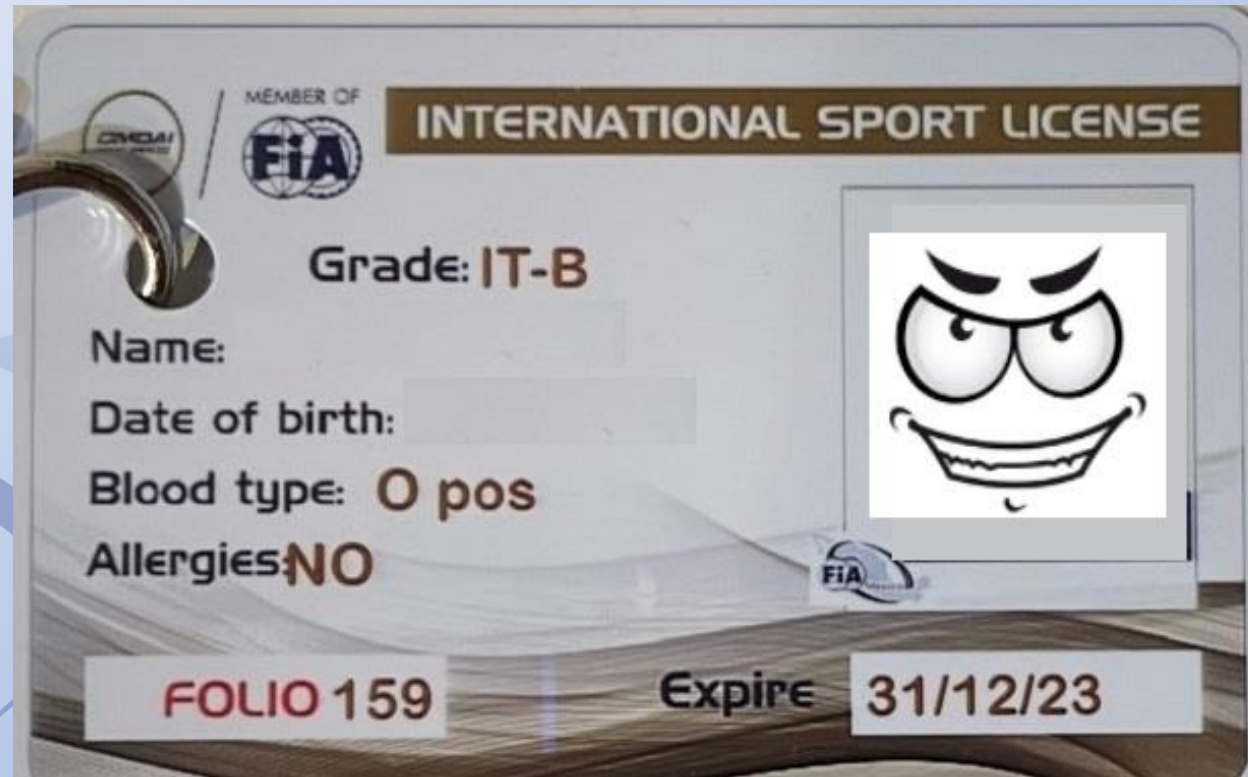 OMDAI
MEMBER OF
FiA
INTERNATIONAL SPORT LICENSE
Grade: IT-B
Name:
Date of birth:
Blood type: O pos
Allergies:NO
FiA
FOLIO 159
Expire 31/12/23